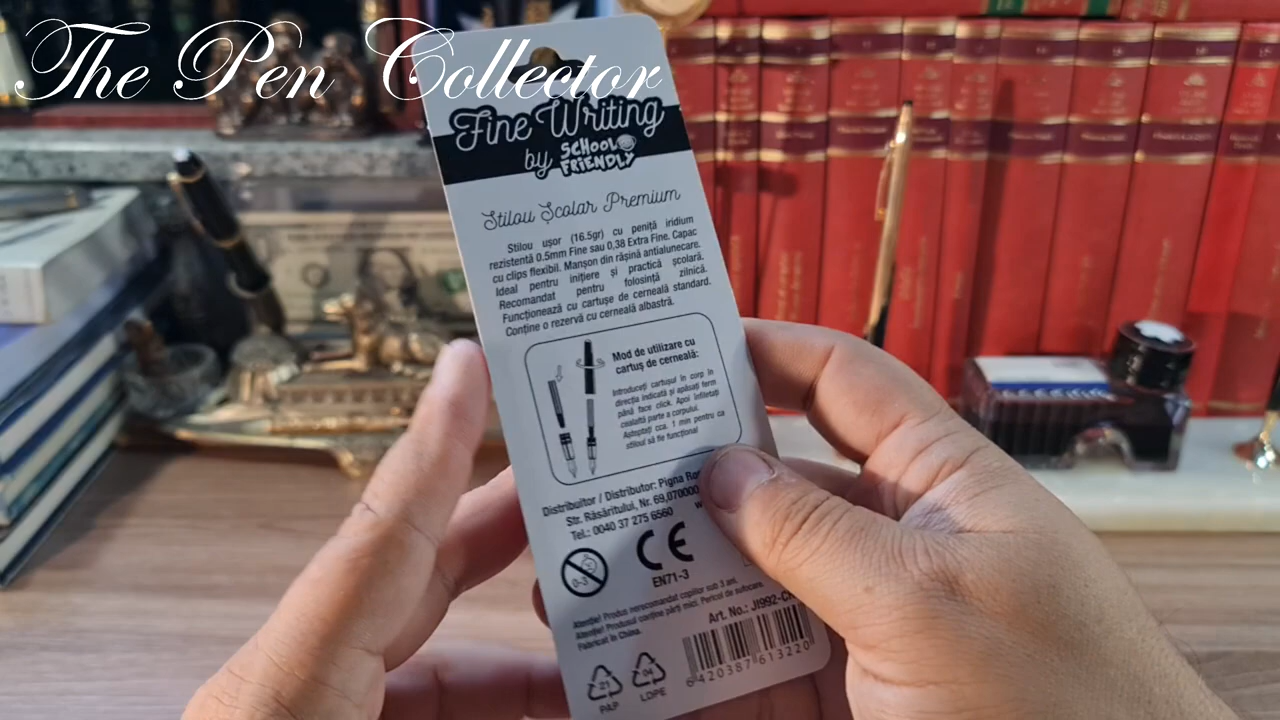 The Pen Collector
Fine Writing
by SCHOOL
FRIENDLY
Stilou Școlar Premium
Stilou ușor (16.5gr) cu peniță iridium
rezistentă 0.5mm Fine sau 0,38 Extra Fine. Capac
cu clips flexibil. Manșon din rășină antialunecare.
Ideal pentru inițiere și practică școlară.
Recomandat pentru folosință zilnică.
Funcționează cu cartușe de cerneală standard.
Conține o rezervă cu cerneală albastră.
Mod de utilizare cu
cartuș de cerneală:
Introduceți cartușul în corp în
direcția indicată și apăsați ferm
până face click. Apoi înfiletați
cealaltă parte a corpului.
Așteptați cca. 1 min pentru ca
stiloul să fie funcțional
Distribuitor / Distributor: Pigna
Str. Răsăritului, Nr. 69,070000
Tel.: 0040 37 275 6560
0-3
CE
EN71-3
Atenție! Produs nerecomandat copiilor sub 3 ani.
Atenție! Produsul conține părți mici. Pericol de sufocare.
Fabricat în China.
Art. No.: JI992-C
6420387613220
21
PAP
04
LDPE